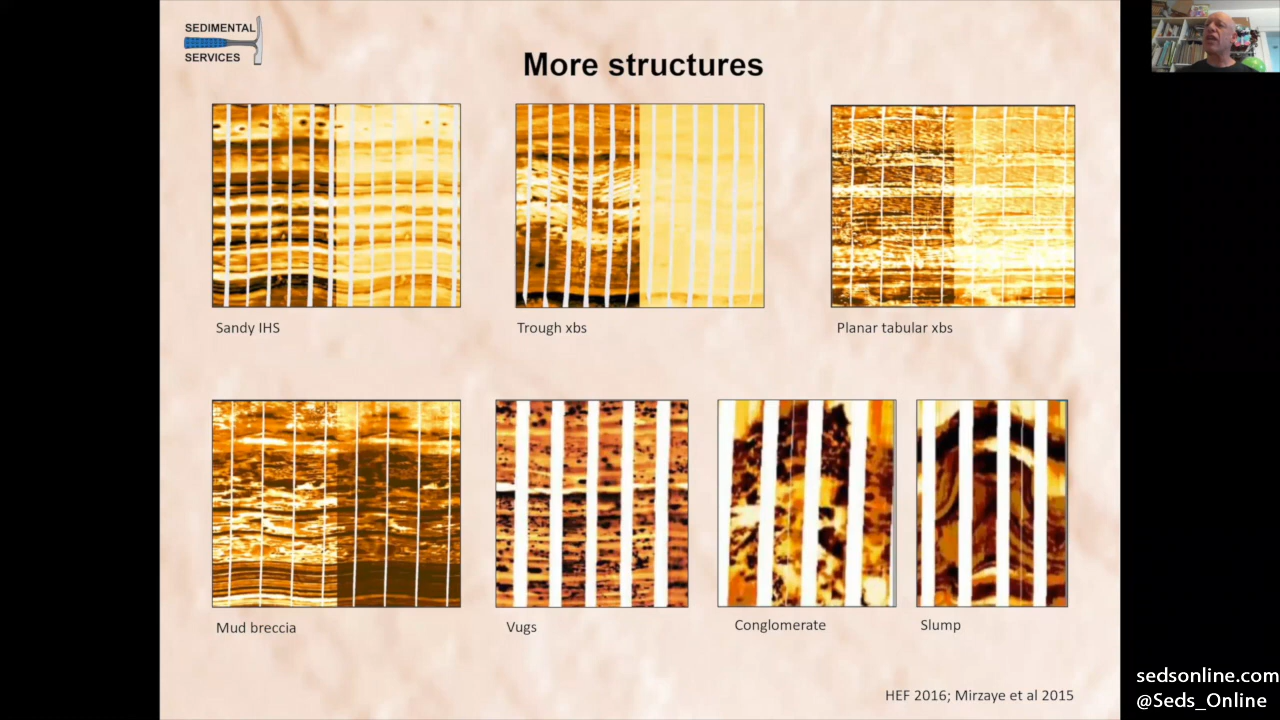 SEDIMENTAL
SERVICES
More structures
Sandy IHS
Trough xbs
Planar tabular xbs
Mud breccia
Vugs
Conglomerate
Slump
HEF 2016; Mirzaye et al 2015
sedsonline.com
@Seds_Online